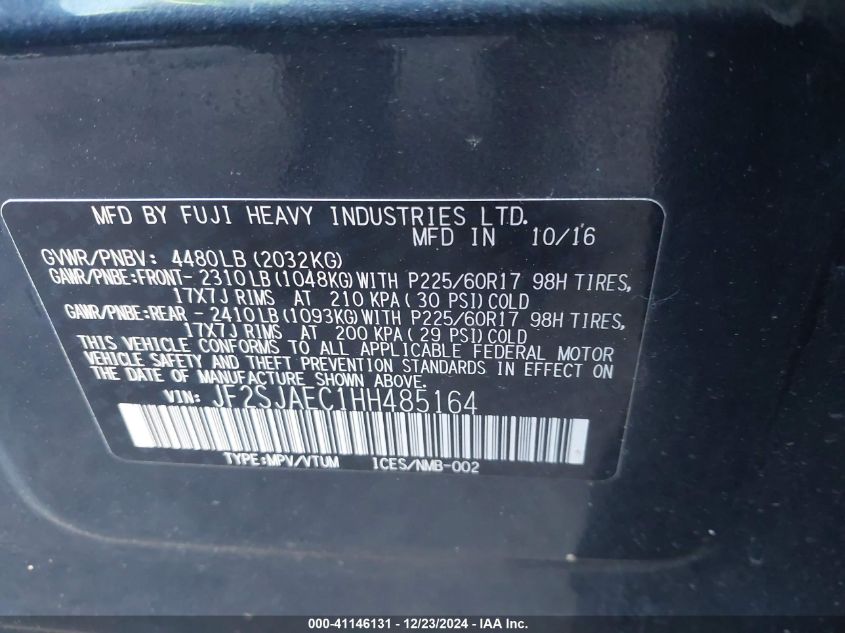 MFD BY FUJI HEAVY INDUSTRIES LTD.
MFD IN 10/16
GVWR/PNBV: 4480LB (2032KG)
GAWR/PNBE:FRONT- 2310LB (1048KG) WITH P225/60R17 98H TIRES,
17X7J RIMS AT 210 KPA ( 30 PSI) COLD
GAWR/PNBE:REAR - 2410LB (1093KG) WITH P225/60R17 98H TIRES,
17X7J RIMS AT 200 KPA ( 29 PSI) COLD
THIS VEHICLE CONFORMS TO ALL APPLICABLE FEDERAL MOTOR
VEHICLE SAFETY AND THEFT PREVENTION STANDARDS IN EFFECT ON
THE DATE OF MANUFACTURE SHOWN ABOVE.
VIN: JF2SJAEC1HH485164
TYPE:MPV/VTUM ICES/NMB-002
000-41146131 - 12/23/2024 - IAA Inc.